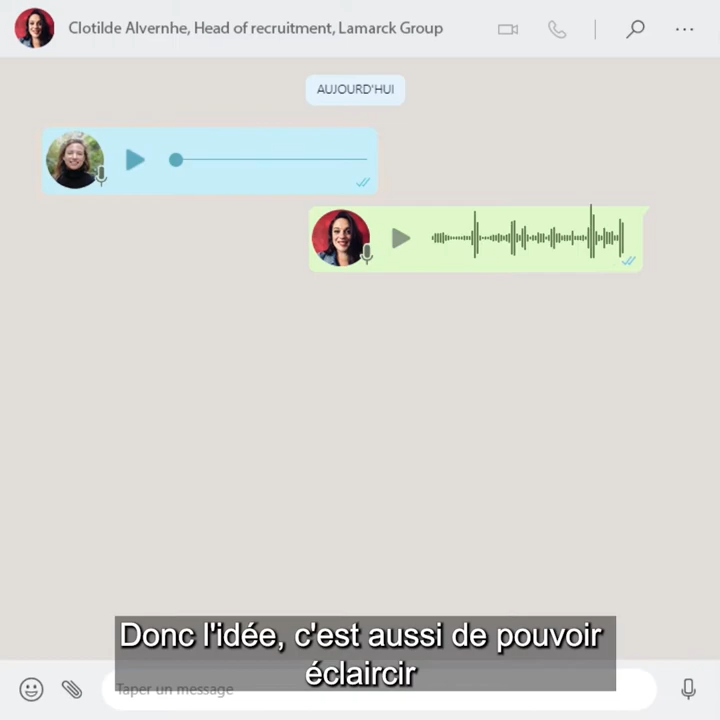 Clotilde Alvernhe, Head of recruitment, Lamarck Group
AUJOURD'HUI
Donc l'idée, c'est aussi de pouvoir
éclaircir
Taper un message